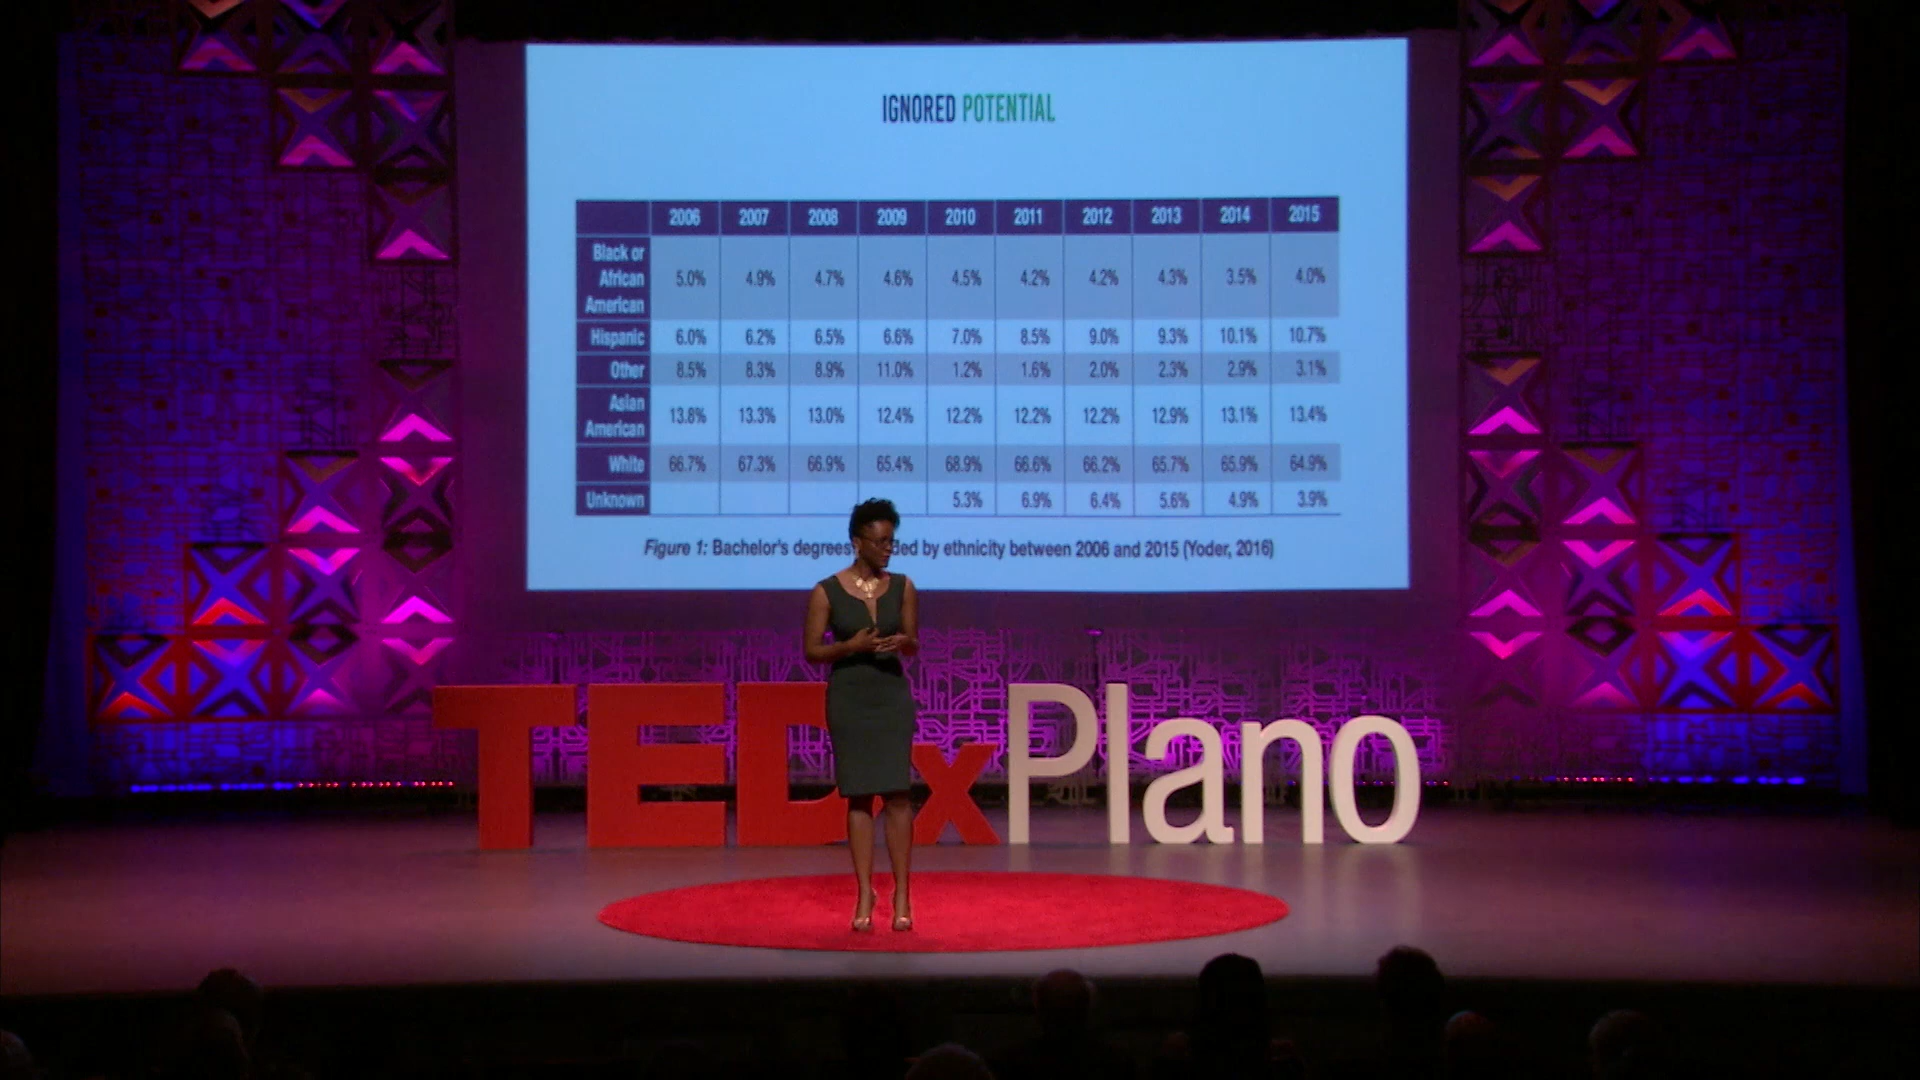 IGNORED POTENTIAL
2006 2007 2008 2009 2010 2011 2012 2013 2014 2015
Black or
African
American
5.0% 4.9% 4.7% 4.6% 4.5% 4.2% 4.2% 4.3% 3.5% 4.0%
Hispanic 6.0% 6.2% 6.5% 6.6% 7.0% 8.5% 9.0% 9.3% 10.1% 10.7%
Other 8.5% 8.3% 8.9% 11.0% 1.2% 1.6% 2.0% 2.3% 2.9% 3.1%
Asian
American
13.8% 13.3% 13.0% 12.4% 12.2% 12.2% 12.2% 12.9% 13.1% 13.4%
White 66.7% 67.3% 66.9% 65.4% 68.9% 66.6% 66.2% 65.7% 65.9% 64.9%
Unknown 5.3% 6.9% 6.4% 5.6% 4.9% 3.9%
Figure 1: Bachelor's degrees by ethnicity between 2006 and 2015 (Yoder, 2016)
TEDxPlano